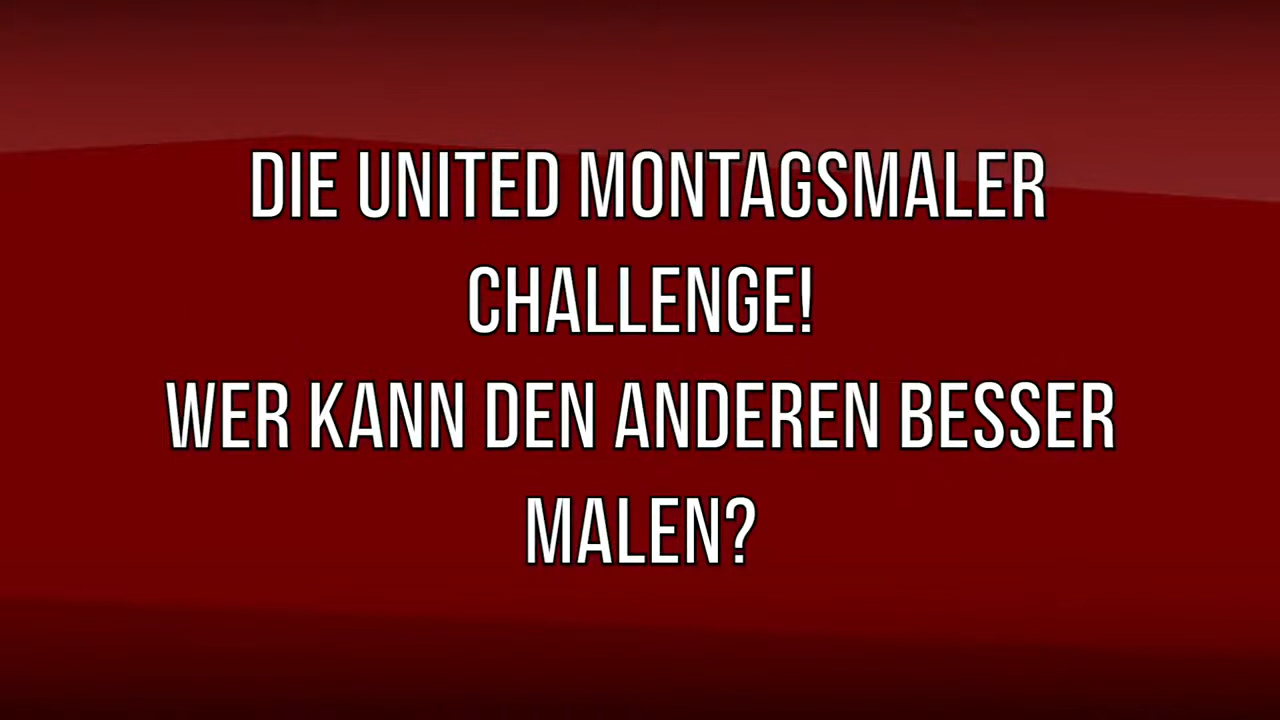 DIE UNITED MONTAGSMALER
CHALLENGE!
WER KANN DEN ANDEREN BESSER
MALEN?